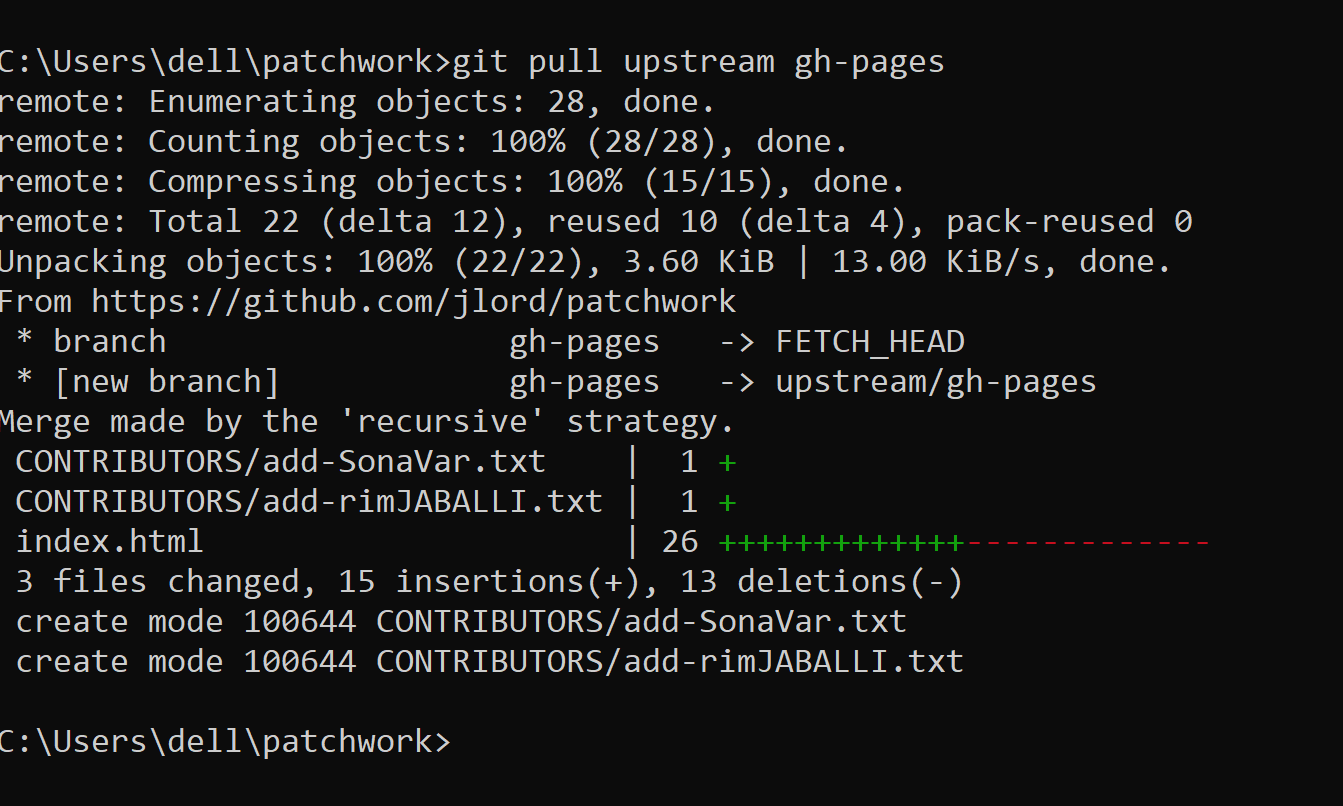 C:\Users\dell\patchwork>git pull upstream gh-pages
remote: Enumerating objects: 28, done.
remote: Counting objects: 100% (28/28), done.
remote: Compressing objects: 100% (15/15), done.
remote: Total 22 (delta 12), reused 10 (delta 4), pack-reused 0
Unpacking objects: 100% (22/22), 3.60 KiB | 13.00 KiB/s, done.
From https://github.com/jlord/patchwork
 * branch                  gh-pages   -> FETCH_HEAD
 * [new branch]            gh-pages   -> upstream/gh-pages
Merge made by the 'recursive' strategy.
 CONTRIBUTORS/add-SonaVar.txt    |  1 +
 CONTRIBUTORS/add-rimJABALLI.txt |  1 +
 index.html                      | 26 +++++++++++++-------------
 3 files changed, 15 insertions(+), 13 deletions(-)
 create mode 100644 CONTRIBUTORS/add-SonaVar.txt
 create mode 100644 CONTRIBUTORS/add-rimJABALLI.txt
C:\Users\dell\patchwork>